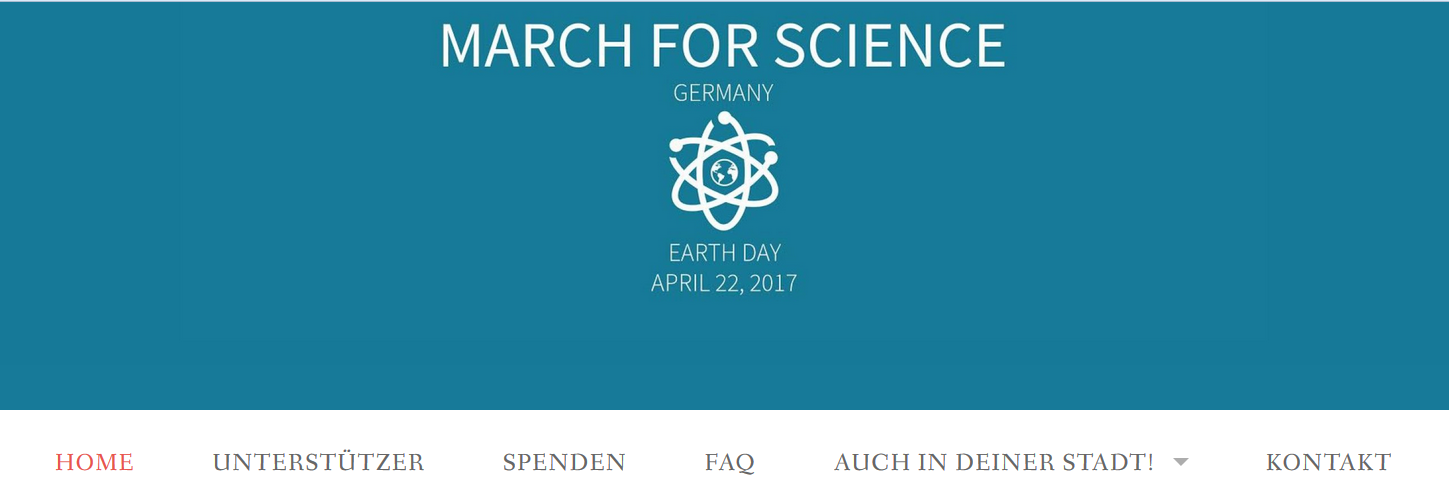 MARCH FOR SCIENCE
GERMANY
EARTH DAY
APRIL 22, 2017
HOME UNTERSTÜTZER SPENDEN FAQ AUCH IN DEINER STADT! KONTAKT